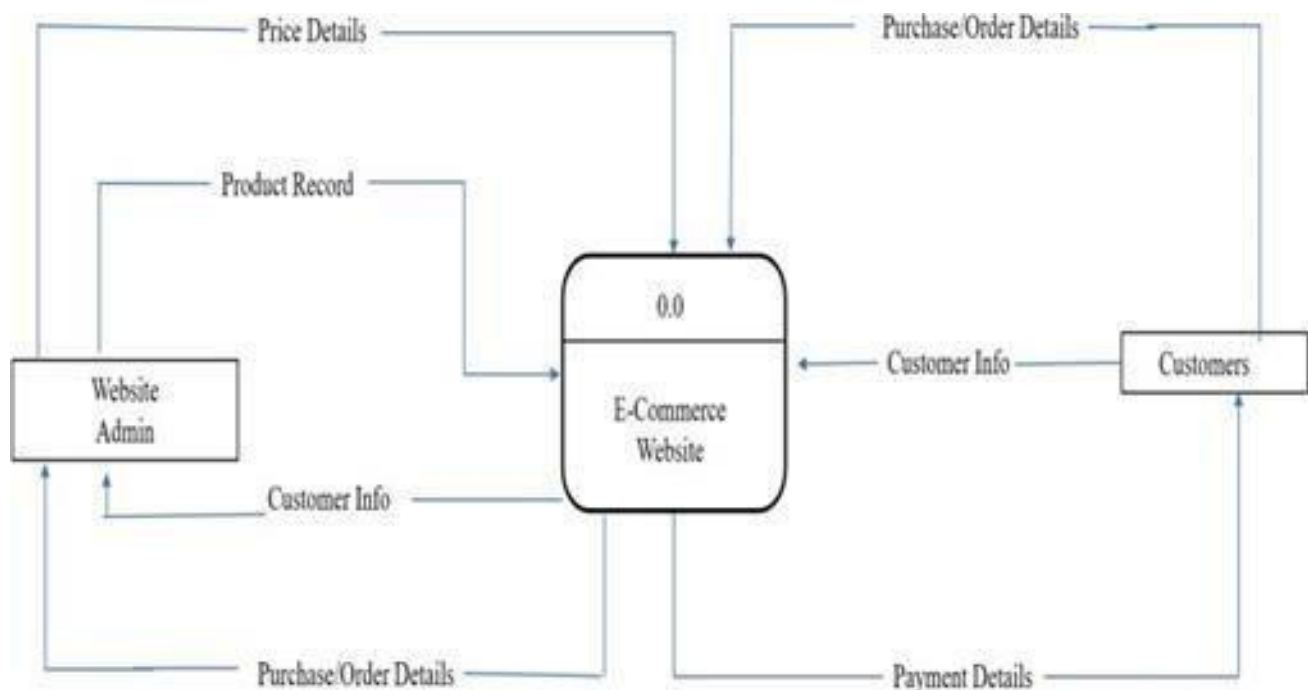 Price Details
Purchase/Order Details
Product Record
0.0
Customer Info
Customers
Website
Admin
E-Commerce
Website
Customer Info
Purchase/Order Details
Payment Details